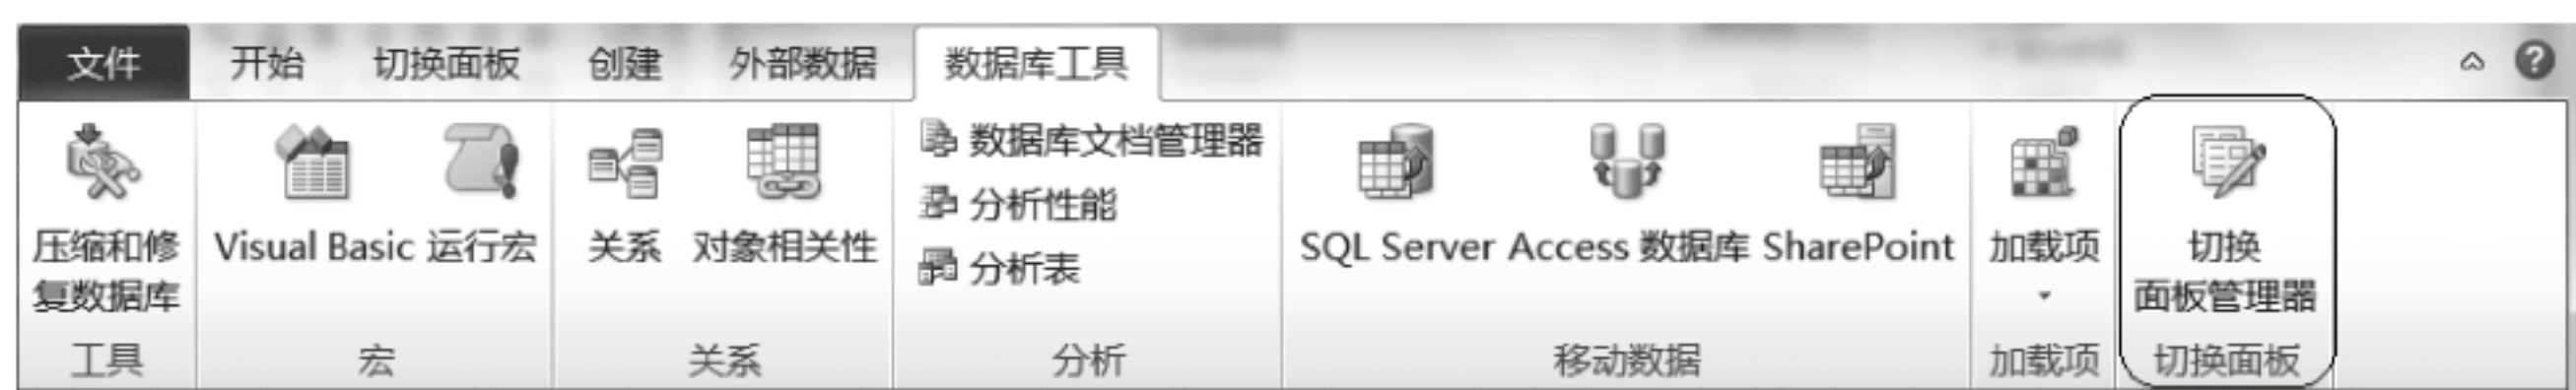 文件 开始 切换面板 创建 外部数据 数据库工具
数据库文档管理器
分析性能
分析表
压缩和修
复数据库
Visual Basic 运行宏
关系 对象相关性
SQL Server Access 数据库 SharePoint
加载项
切换
面板管理器
工具 宏 关系 分析 移动数据 加载项 切换面板